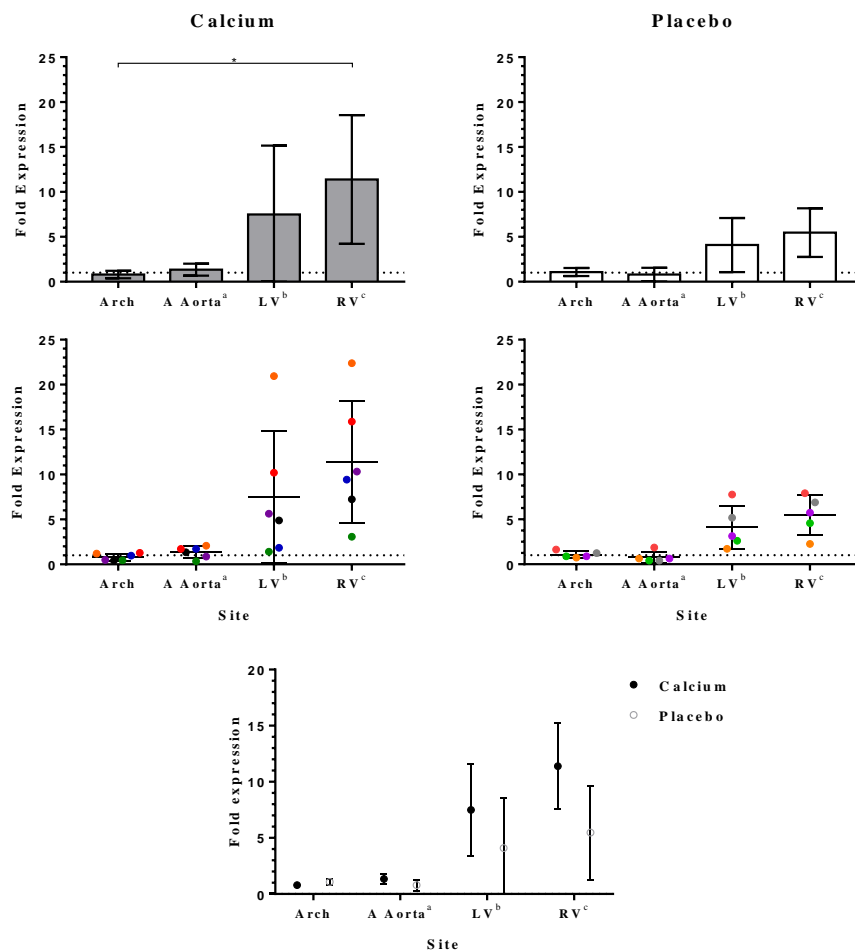 Calcium
Placebo
25
20
15
10
5
0
Fold Expression
*
Arch
A Aorta^a
LV^b
RV^c
25
20
15
10
5
0
Fold Expression
Arch
A Aorta^a
LV^b
RV^c
25
20
15
10
5
0
Fold Expression
Arch
A Aorta^a
LV^b
RV^c
Site
25
20
15
10
5
0
Fold Expression
Arch
A Aorta^a
LV^b
RV^c
Site
20
15
10
5
0
Fold expression
Calcium
Placebo
Arch
A Aorta^a
LV^b
RV^c
Site